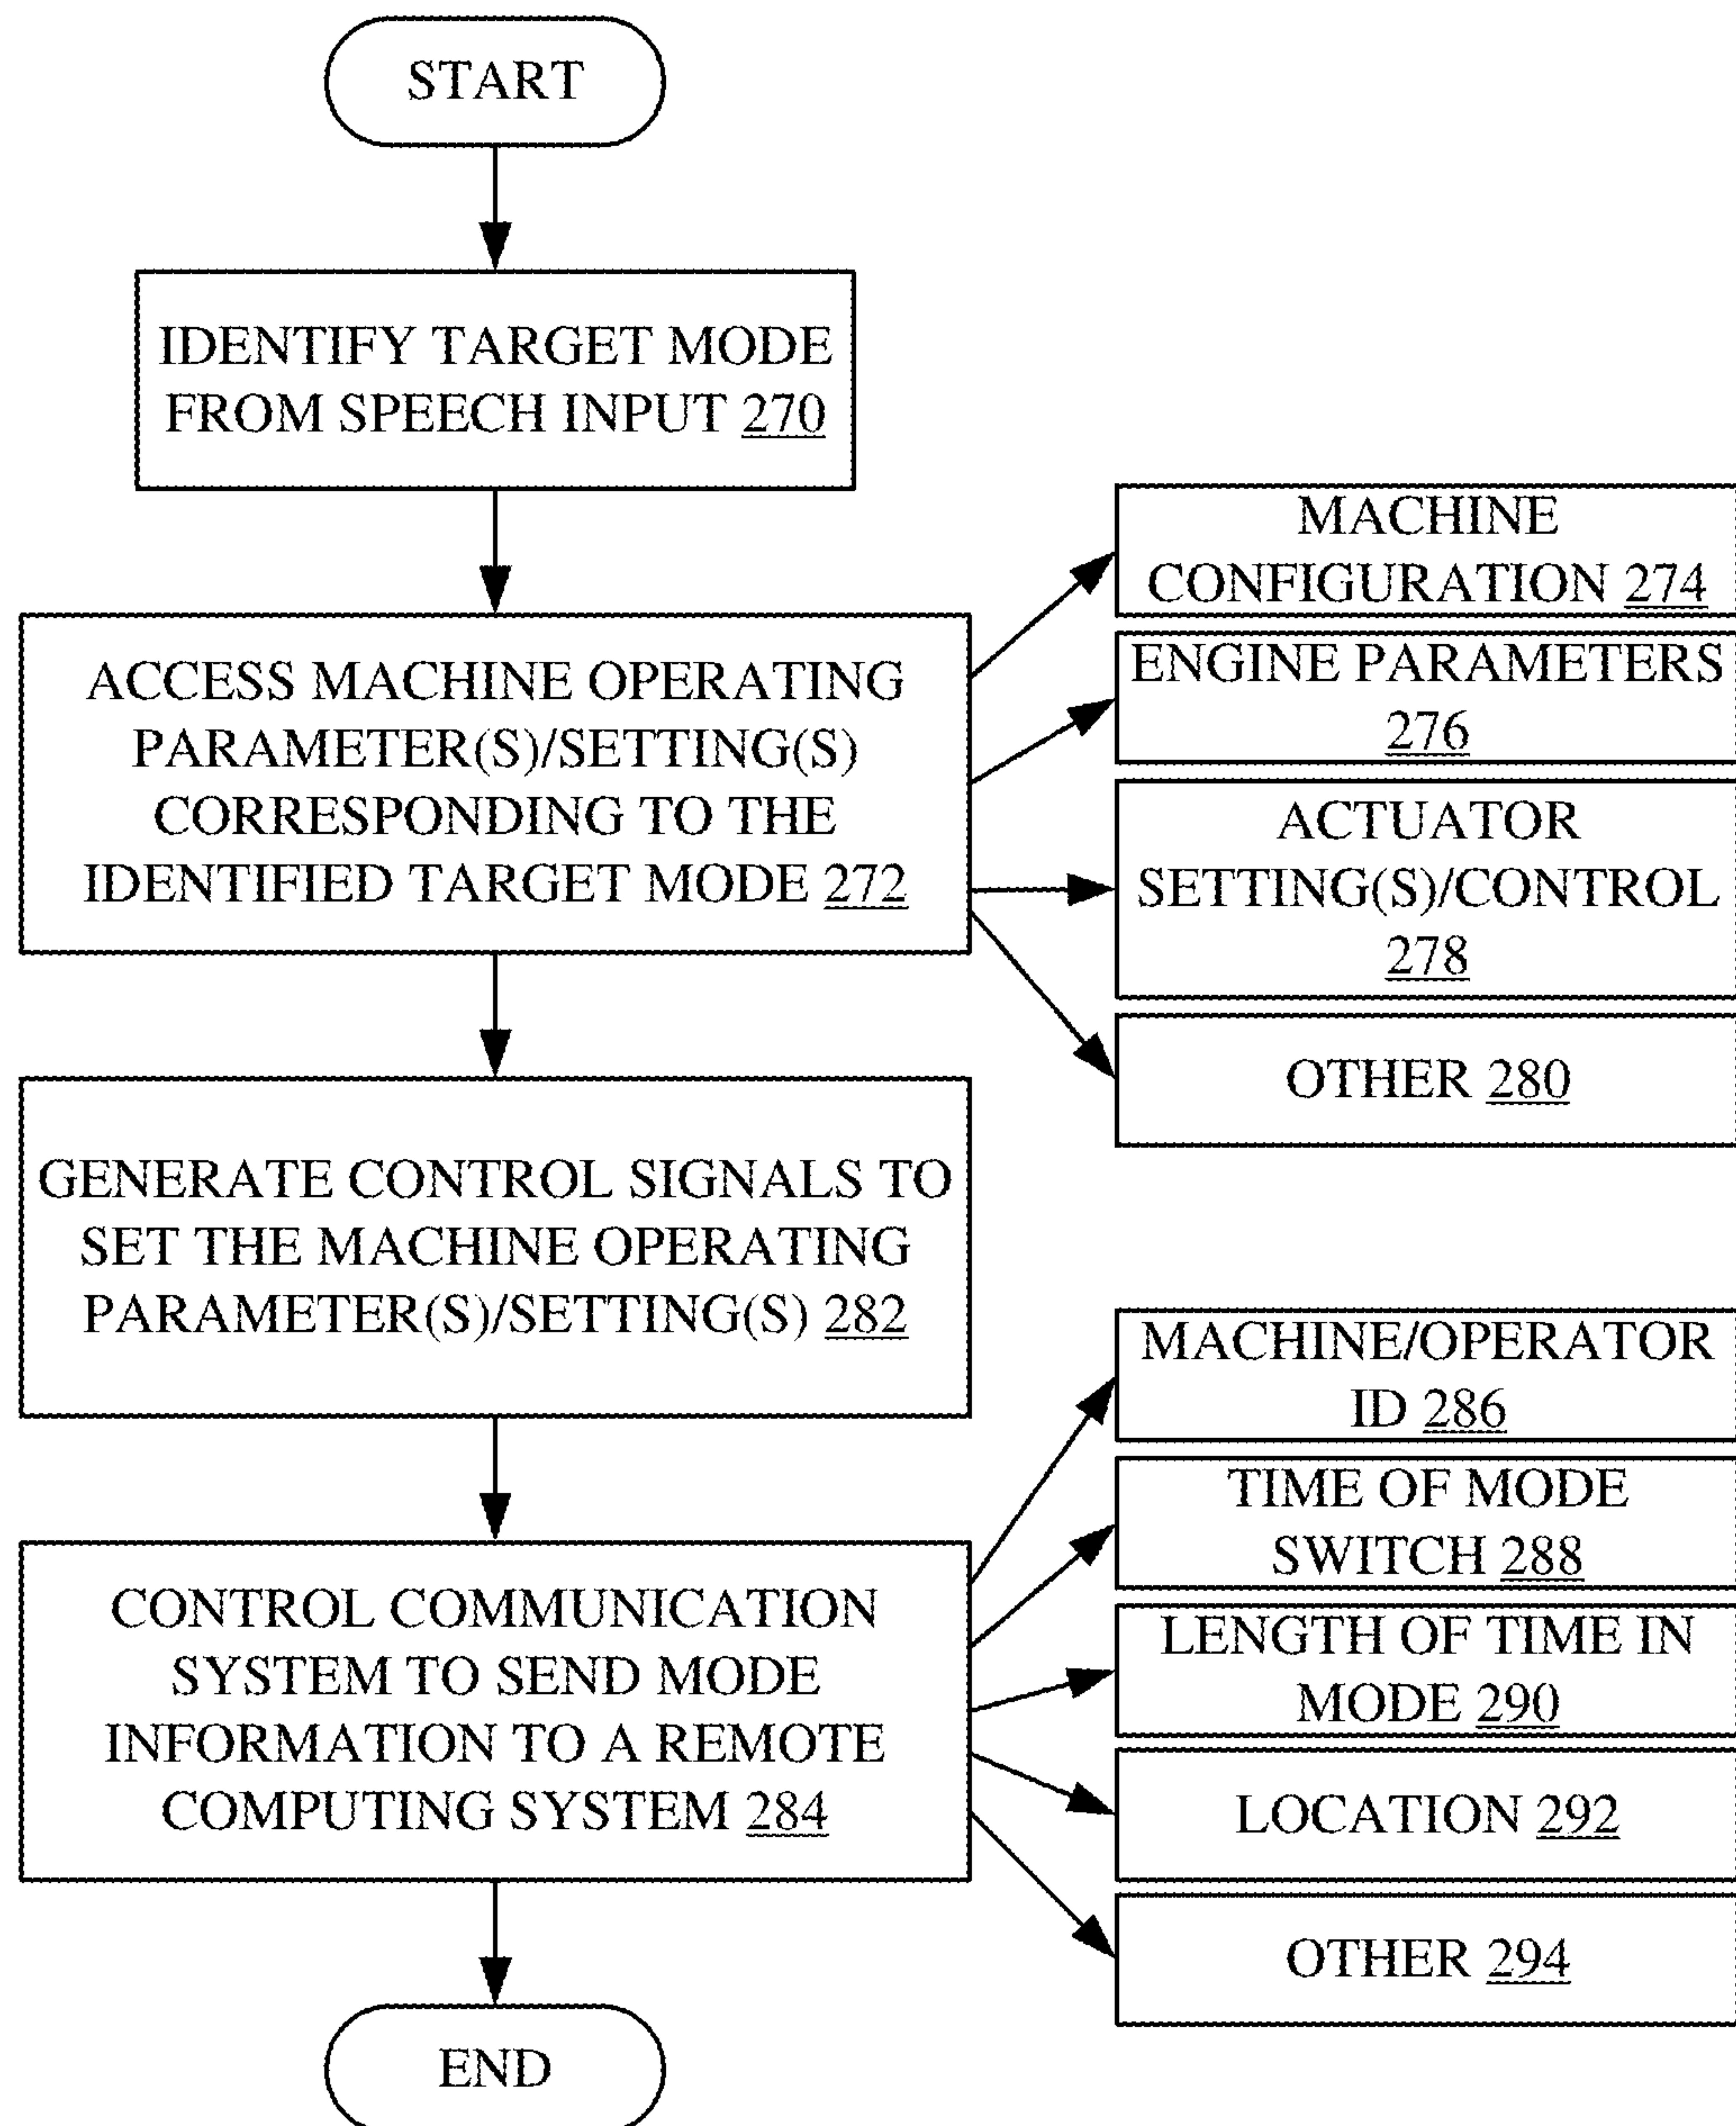 START
IDENTIFY TARGET MODE
FROM SPEECH INPUT 270
ACCESS MACHINE OPERATING
PARAMETER(S)/SETTING(S)
CORRESPONDING TO THE
IDENTIFIED TARGET MODE 272
MACHINE
CONFIGURATION 274
ENGINE PARAMETERS
276
ACTUATOR
SETTING(S)/CONTROL
278
OTHER 280
GENERATE CONTROL SIGNALS TO
SET THE MACHINE OPERATING
PARAMETER(S)/SETTING(S) 282
CONTROL COMMUNICATION
SYSTEM TO SEND MODE
INFORMATION TO A REMOTE
COMPUTING SYSTEM 284
MACHINE/OPERATOR
ID 286
TIME OF MODE
SWITCH 288
LENGTH OF TIME IN
MODE 290
LOCATION 292
OTHER 294
END